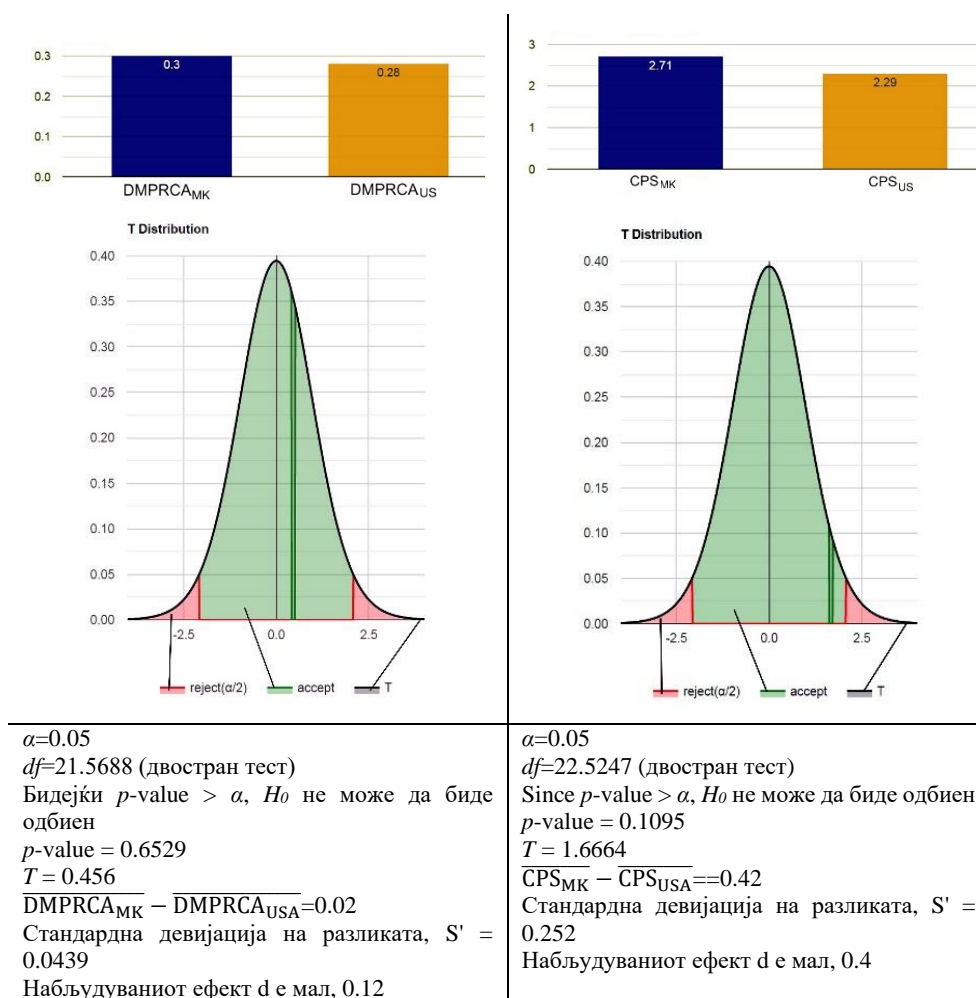 0.3
0.2
0.1
0.0
0.3
0.28
DMPRCA_MK
DMPRCA_US
T Distribution
0.40
0.35
0.30
0.25
0.20
0.15
0.10
0.05
0.00
-2.5
0.0
2.5
reject(α/2)
accept
T
α=0.05
df=21.5688 (двостран тест)
Бидејќи p-value > α, H0 не може да биде
одбиен
p-value = 0.6529
T = 0.456
DMPRCA_MK − DMPRCA_USA=0.02
Стандардна девијација на разликата, S' =
0.0439
Набљудуваниот ефект d е мал, 0.12
3
2
1
0
2.71
2.29
CPS_MK
CPS_US
T Distribution
0.40
0.35
0.30
0.25
0.20
0.15
0.10
0.05
0.00
-2.5
0.0
2.5
reject(α/2)
accept
T
α=0.05
df=22.5247 (двостран тест)
Since p-value > α, H0 не може да биде одбиен
p-value = 0.1095
T = 1.6664
CPS_MK − CPS_USA==0.42
Стандардна девијација на разликата, S' =
0.252
Набљудуваниот ефект d е мал, 0.4